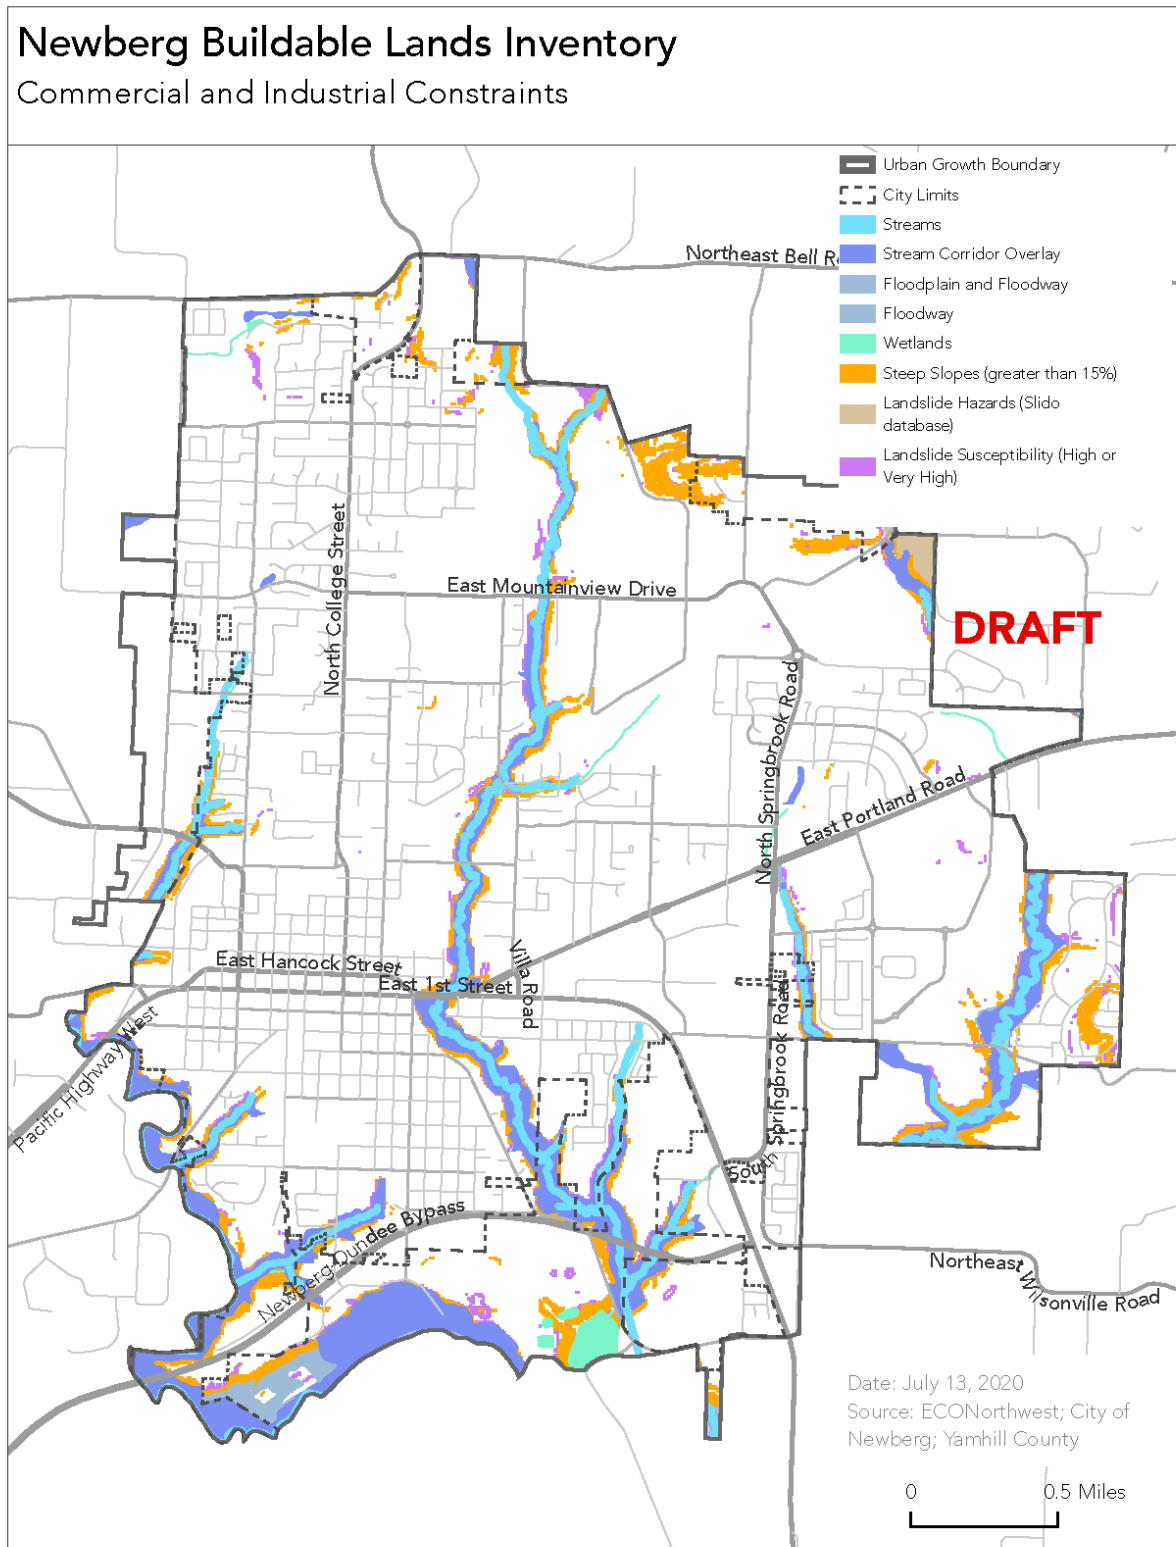 Newberg Buildable Lands Inventory
Commercial and Industrial Constraints
Urban Growth Boundary
City Limits
Streams
Northeast Bell R
Stream Corridor Overlay
Floodplain and Floodway
Floodway
Wetlands
Steep Slopes (greater than 15%)
Landslide Hazards (Slido
database)
Landslide Susceptibility (High or
Very High)
North College Street
East Mountainview Drive
DRAFT
North Springbrook Road
East Portland Road
East Hancock Street
East 1st Street
Villa Road
Pacific Highway West
South Springbrook Road
Newberg-Dundee Bypass
Northeast Wilsonville Road
Date: July 13, 2020
Source: ECONorthwest; City of
Newberg; Yamhill County
0 0.5 Miles